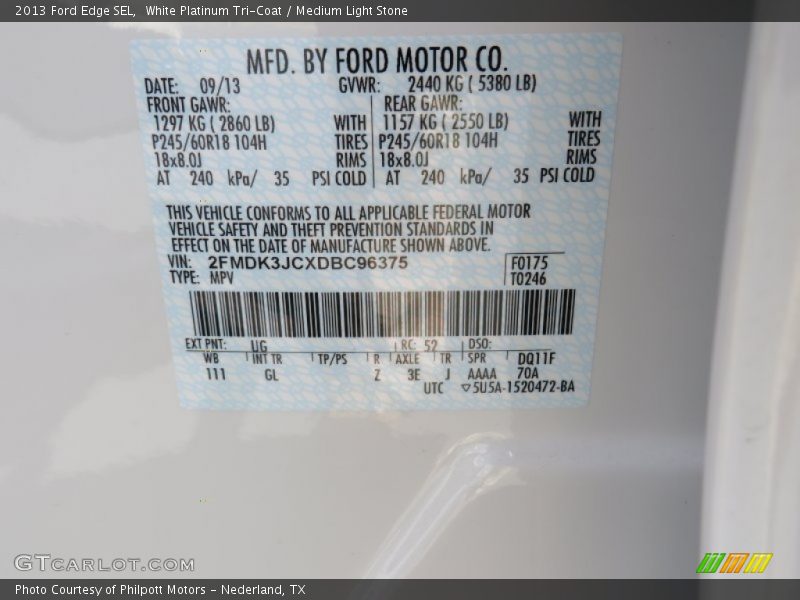 2013 Ford Edge SEL,  White Platinum Tri-Coat / Medium Light Stone
MFD. BY FORD MOTOR CO.
DATE: 09/13 GVWR: 2440 KG ( 5380 LB)
FRONT GAWR: REAR GAWR:
1297 KG ( 2860 LB) WITH 1157 KG ( 2550 LB) WITH
P245/60R18 104H TIRES P245/60R18 104H TIRES
18x8.0J RIMS 18x8.0J RIMS
AT 240 kPa/ 35 PSI COLD AT 240 kPa/ 35 PSI COLD
THIS VEHICLE CONFORMS TO ALL APPLICABLE FEDERAL MOTOR
VEHICLE SAFETY AND THEFT PREVENTION STANDARDS IN
EFFECT ON THE DATE OF MANUFACTURE SHOWN ABOVE.
VIN: 2FMDK3JCXDBC96375 F0175
TYPE: MPV T0246
EXT PNT: UG RC: 52 DSO:
WB INT TR TP/PS R AXLE TR SPR DQ11F
111 GL Z 3E J AAAA 70A
UTC ▽5U5A-1520472-BA
GTCARLOT.COM
Photo Courtesy of Philpott Motors - Nederland, TX